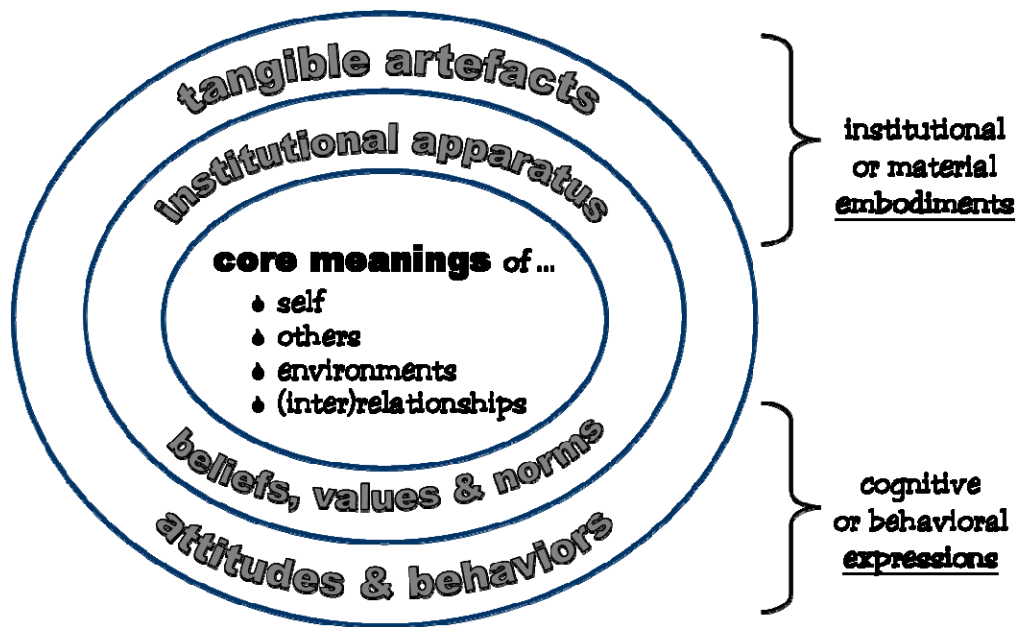 tangible artefacts
institutional apparatus
core meanings of ...
self
others
environments
(inter)relationships
beliefs, values & norms
attitudes & behaviors
institutional
or material
embodiments
cognitive
or behavioral
expressions